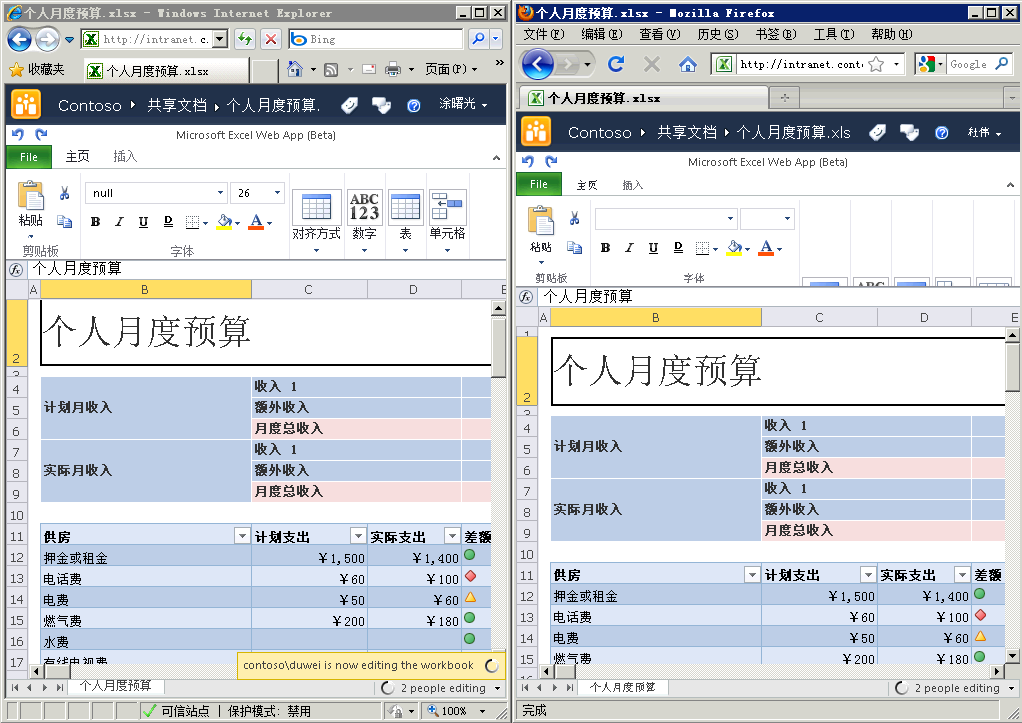 个人月度预算.xlsx - Windows Internet Explorer
http://intranet.c.
Bing
收藏夹
个人月度预算.xlsx
页面(P)
Contoso 共享文档 个人月度预算.
涂曙光
Microsoft Excel Web App (Beta)
File 主页 插入
null 26
粘贴
B I U D
A
ABC
123
对齐方式 数字 表 单元格
剪贴板 字体
fx 个人月度预算
A B C D E
2 个人月度预算
3
4 收入 1
5 计划月收入 额外收入
6 月度总收入
7 收入 1
8 实际月收入 额外收入
9 月度总收入
10
11 供房 计划支出 实际支出 差额
12 押金或租金 ￥1,500 ￥1,400
13 电话费 ￥60 ￥100
14 电费 ￥50 ￥60
15 燃气费 ￥200 ￥180
16 水费
17 有线电视费
contoso\duwei is now editing the workbook
个人月度预算
2 people editing
可信站点 | 保护模式: 禁用
100%
个人月度预算.xlsx - Mozilla Firefox
文件(F) 编辑(E) 查看(V) 历史(S) 书签(B) 工具(T) 帮助(H)
http://intranet.cont
Google
个人月度预算.xlsx
Contoso 共享文档 个人月度预算.xls
杜伟
Microsoft Excel Web App (Beta)
File 主页 插入
粘贴
B I U D
A
剪贴板 字体
ABC
fx 个人月度预算
A B C D E
1
2 个人月度预算
3
4 收入 1
5 计划月收入 额外收入
6 月度总收入
7 收入 1
8 实际月收入 额外收入
9 月度总收入
10
11 供房 计划支出 实际支出 差额
12 押金或租金 ￥1,500 ￥1,400
13 电话费 ￥60 ￥100
14 电费 ￥50 ￥60
15 燃气费 ￥200 ￥180
个人月度预算
2 people editing
完成